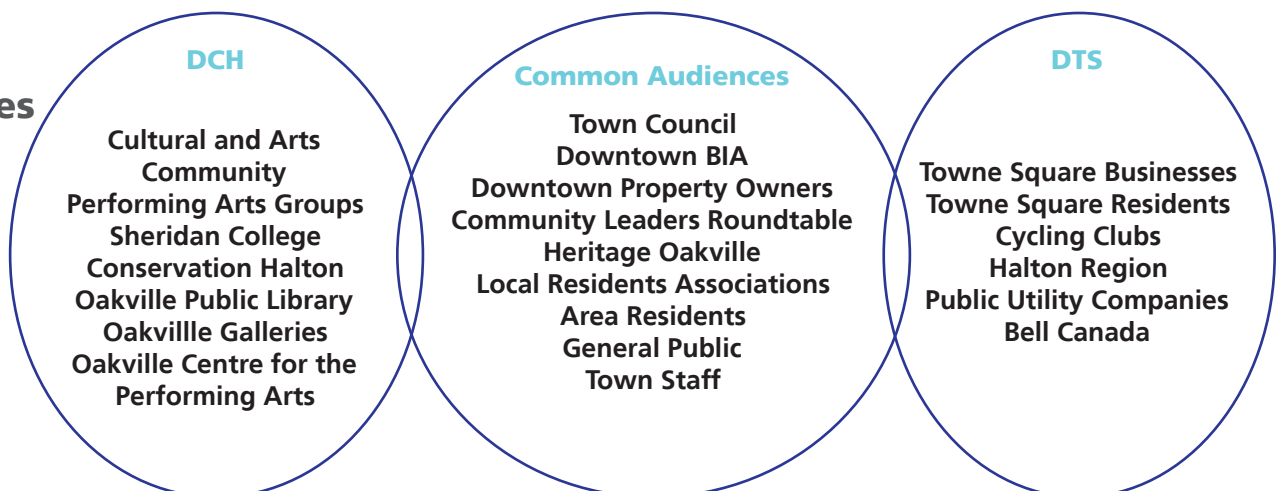 es
DCH
Cultural and Arts
Community
Performing Arts Groups
Sheridan College
Conservation Halton
Oakville Public Library
Oakvillle Galleries
Oakville Centre for the
Performing Arts
Common Audiences
Town Council
Downtown BIA
Downtown Property Owners
Community Leaders Roundtable
Heritage Oakville
Local Residents Associations
Area Residents
General Public
Town Staff
DTS
Towne Square Businesses
Towne Square Residents
Cycling Clubs
Halton Region
Public Utility Companies
Bell Canada